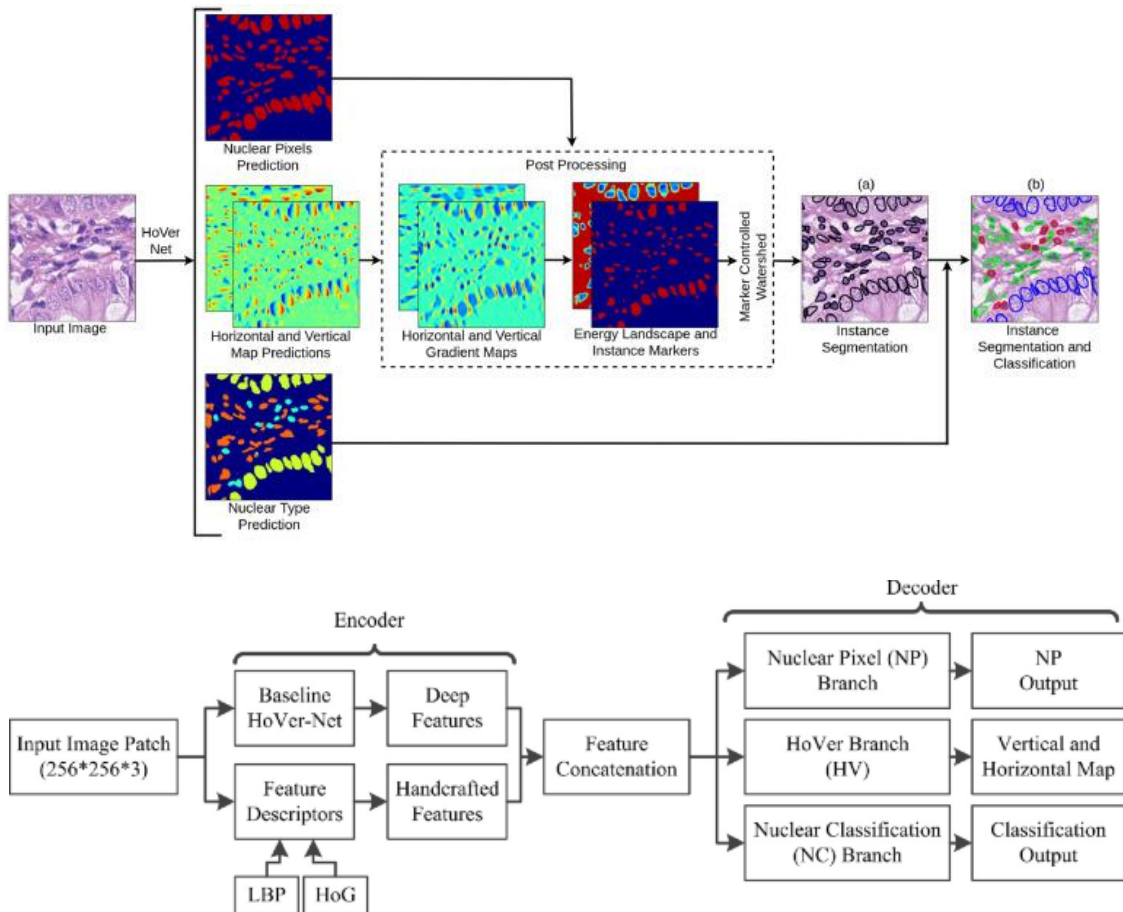 Nuclear Pixels
Prediction
Post Processing
(a)
(b)
HoVer
Net
Marker Controlled
Watershed
Input Image
Horizontal and Vertical
Map Predictions
Horizontal and Vertical
Gradient Maps
Energy Landscape and
Instance Markers
Instance
Segmentation
Instance
Segmentation and
Classification
Nuclear Type
Prediction
Encoder
Decoder
Input Image Patch
(256*256*3)
Baseline
HoVer-Net
Deep
Features
Feature
Descriptors
Handcrafted
Features
LBP
HoG
Feature
Concatenation
Nuclear Pixel (NP)
Branch
NP
Output
HoVer Branch
(HV)
Vertical and
Horizontal Map
Nuclear Classification
(NC) Branch
Classification
Output